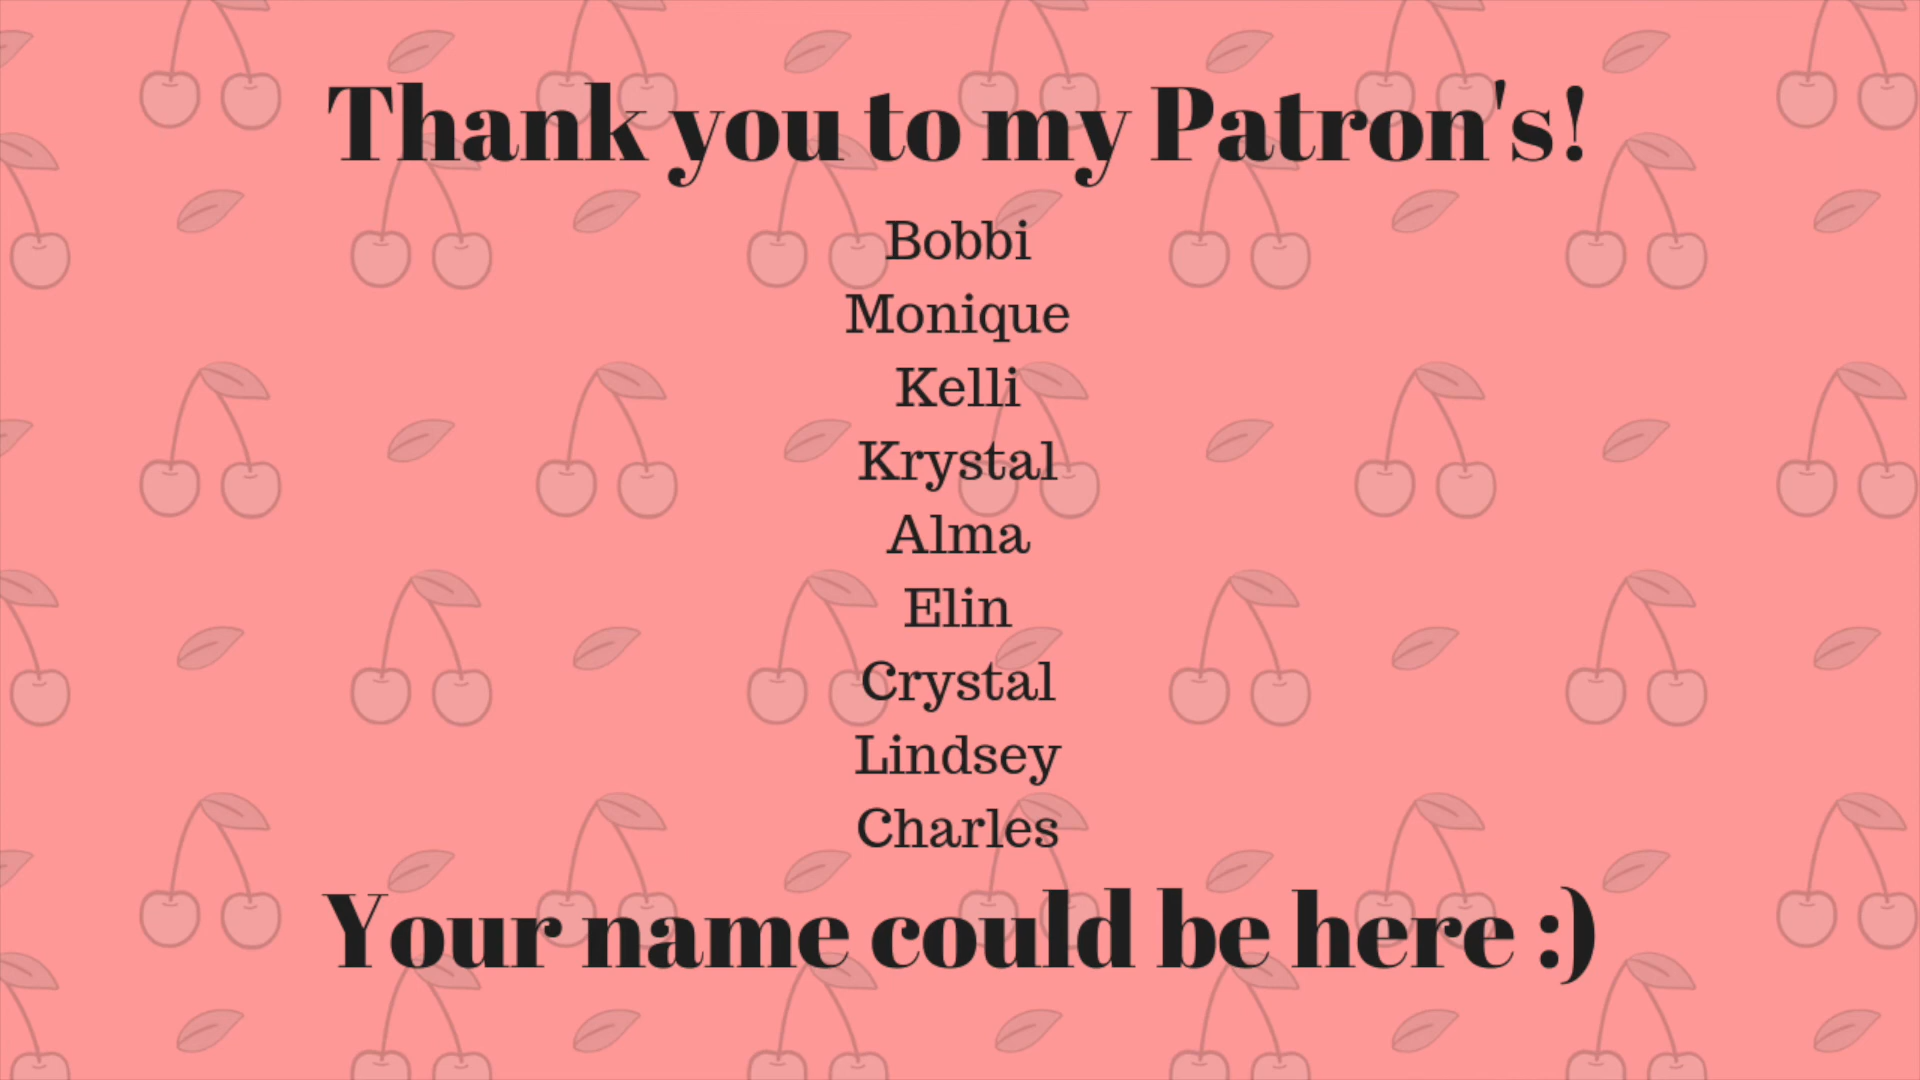 Thank you to my Patron's!
Bobbi
Monique
Kelli
Krystal
Alma
Elin
Crystal
Lindsey
Charles
Your name could be here :)